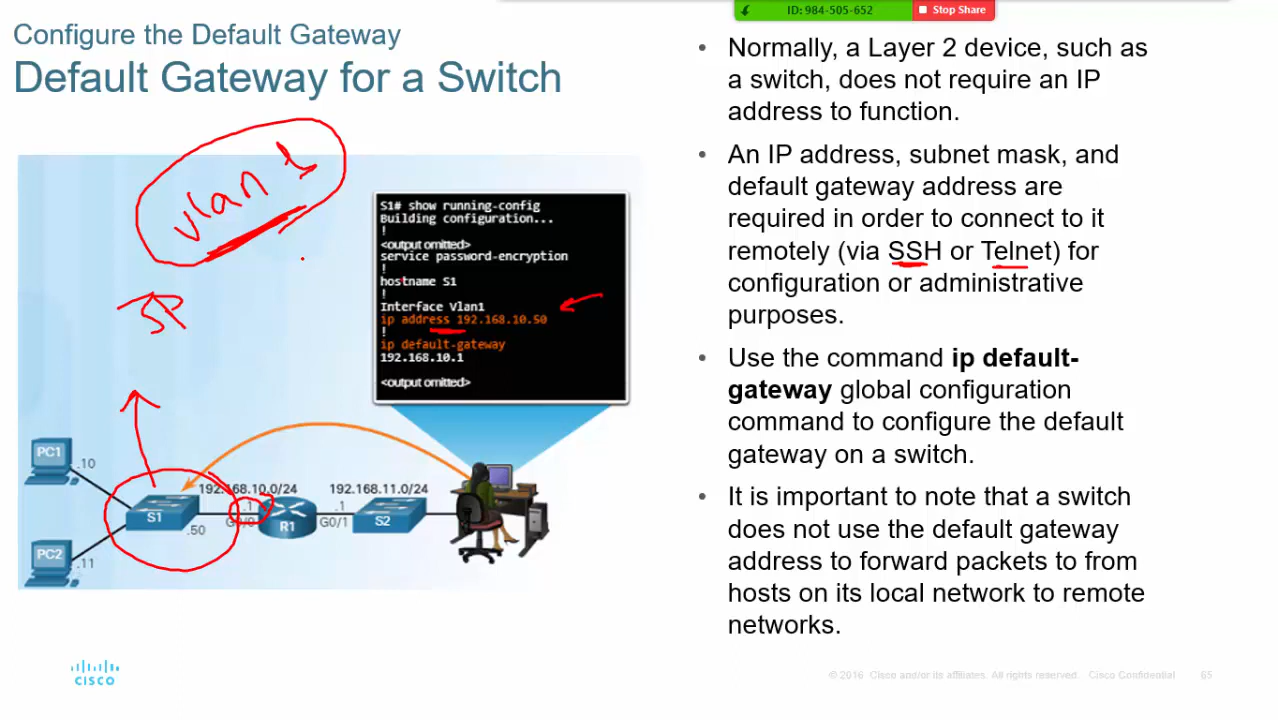 ID: 984-505-652
Stop Share
Configure the Default Gateway
Default Gateway for a Switch
vlan 1
IP
S1# show running-config
Building configuration...
!
<output omitted>
service password-encryption
!
hostname S1
!
Interface Vlan1
ip address 192.168.10.50
!
ip default-gateway
192.168.10.1
<output omitted>
PC1
.10
192.168.10.0/24
192.168.11.0/24
S1
.1
.1
G0/0
R1
G0/1
S2
.50
PC2
.11
• Normally, a Layer 2 device, such as
a switch, does not require an IP
address to function.
• An IP address, subnet mask, and
default gateway address are
required in order to connect to it
remotely (via SSH or Telnet) for
configuration or administrative
purposes.
• Use the command ip default-
gateway global configuration
command to configure the default
gateway on a switch.
• It is important to note that a switch
does not use the default gateway
address to forward packets to from
hosts on its local network to remote
networks.
CISCO
© 2016 Cisco and/or its affiliates. All rights reserved. Cisco Confidential
65